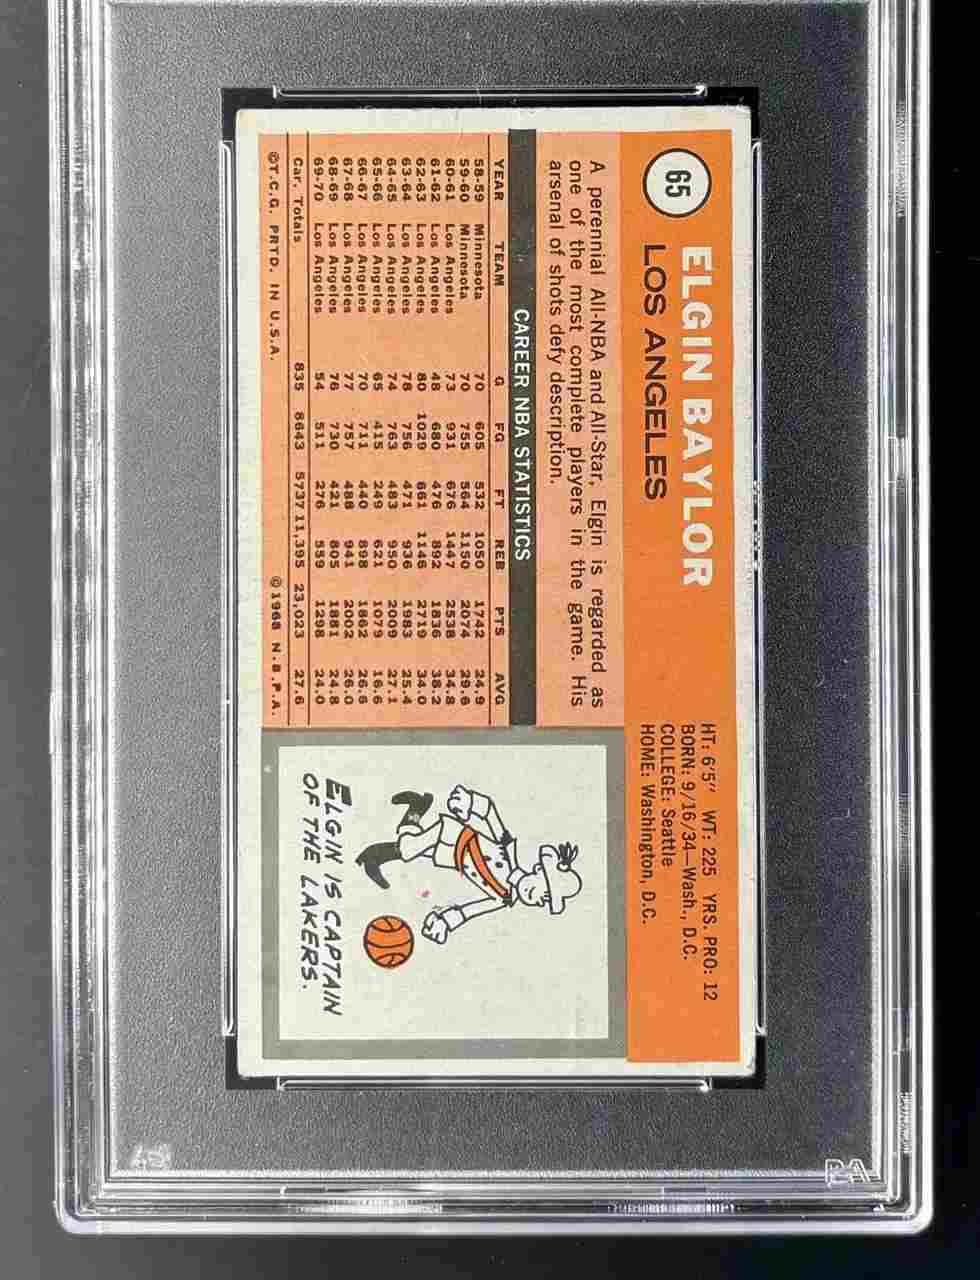 65
ELGIN BAYLOR
LOS ANGELES
HT: 6'5" WT: 225 YRS. PRO: 12
BORN: 9/16/34—Wash., D.C.
COLLEGE: Seattle
HOME: Washington, D.C.
A perennial All-NBA and All-Star, Elgin is regarded as
one of the most complete players in the game. His
arsenal of shots defy description.
CAREER NBA STATISTICS
YEAR TEAM G FG FT REB PTS AVG
58-59 Minnesota 70 605 532 1050 1742 24.9
59-60 Minnesota 70 755 564 1150 2074 29.6
60-61 Los Angeles 73 931 676 1447 2538 34.8
61-62 Los Angeles 48 680 476 892 1836 38.2
62-63 Los Angeles 80 1029 661 1146 2719 34.0
63-64 Los Angeles 78 756 471 936 1983 25.4
64-65 Los Angeles 74 763 483 950 2009 27.1
65-66 Los Angeles 65 415 249 621 1079 16.6
66-67 Los Angeles 70 711 440 898 1862 26.6
67-68 Los Angeles 77 757 488 941 2002 26.0
68-69 Los Angeles 76 730 421 805 1881 24.8
69-70 Los Angeles 54 511 276 559 1298 24.0
Car. Totals 835 8643 5737 11,395 23,023 27.6
©T.C.G. PRTD. IN U.S.A. ©1968 N.B.P.A.
ELGIN IS CAPTAIN
OF THE LAKERS.